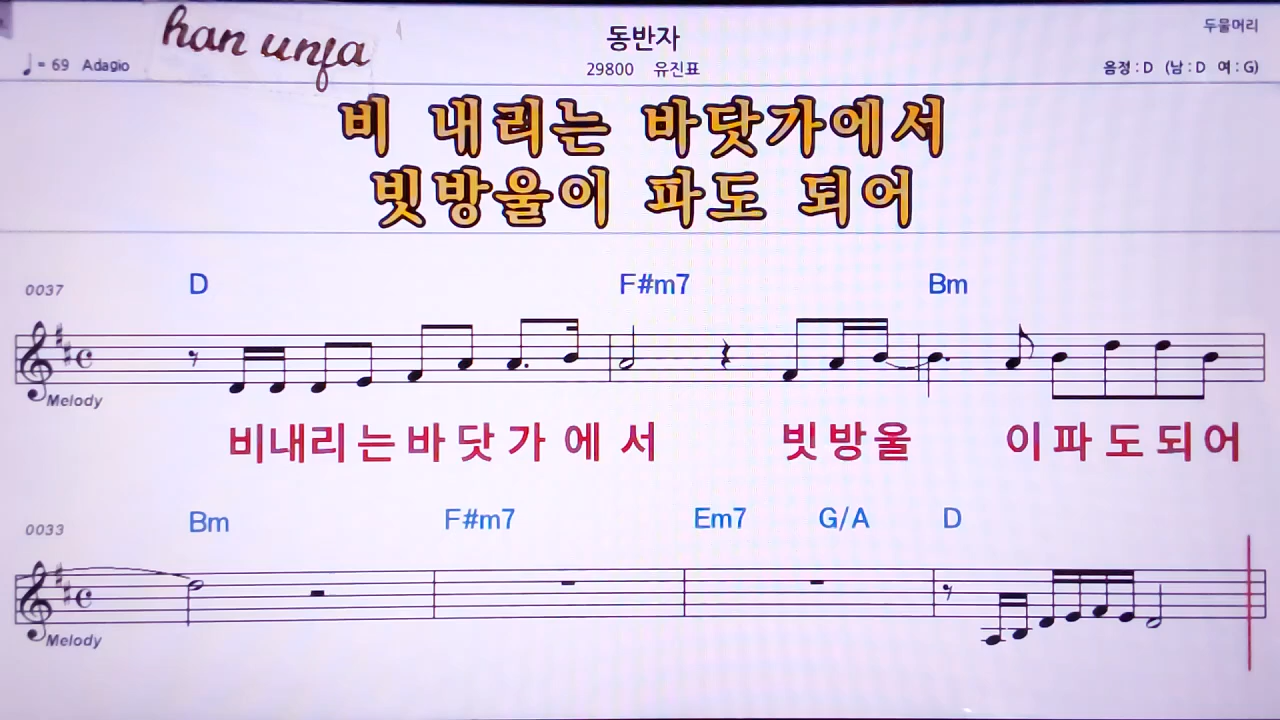 han unfa
동반자
두물머리
♩= 69 Adagio
29800 유진표
음정 : D (남 : D 여 : G)
비 내리는 바닷가에서
빗방울이 파도 되어
0037 D F#m7 Bm
Melody
비내리는바닷가에서 빗방울 이파도되어
0033 Bm F#m7 Em7 G/A D
Melody